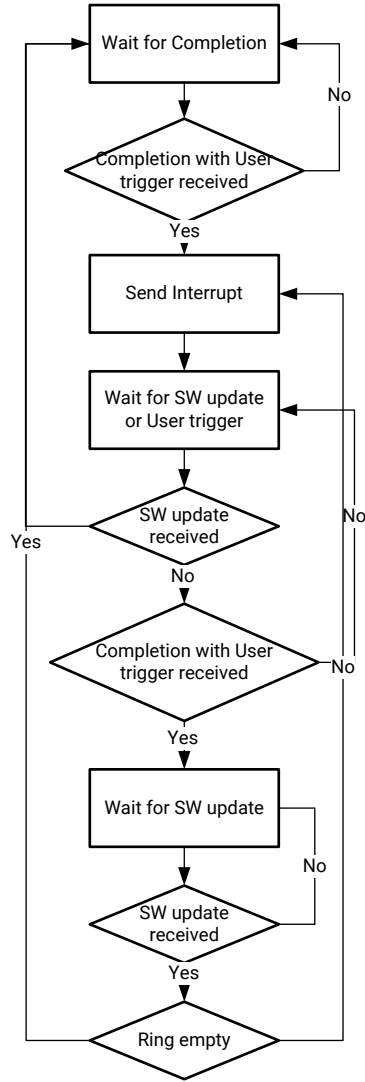 Wait for Completion
No
Completion with User
trigger received
Yes
Send Interrupt
Wait for SW update
or User trigger
SW update
received
No
Yes
No
Completion with User
trigger received
No
Yes
Wait for SW update
No
SW update
received
Yes
Ring empty